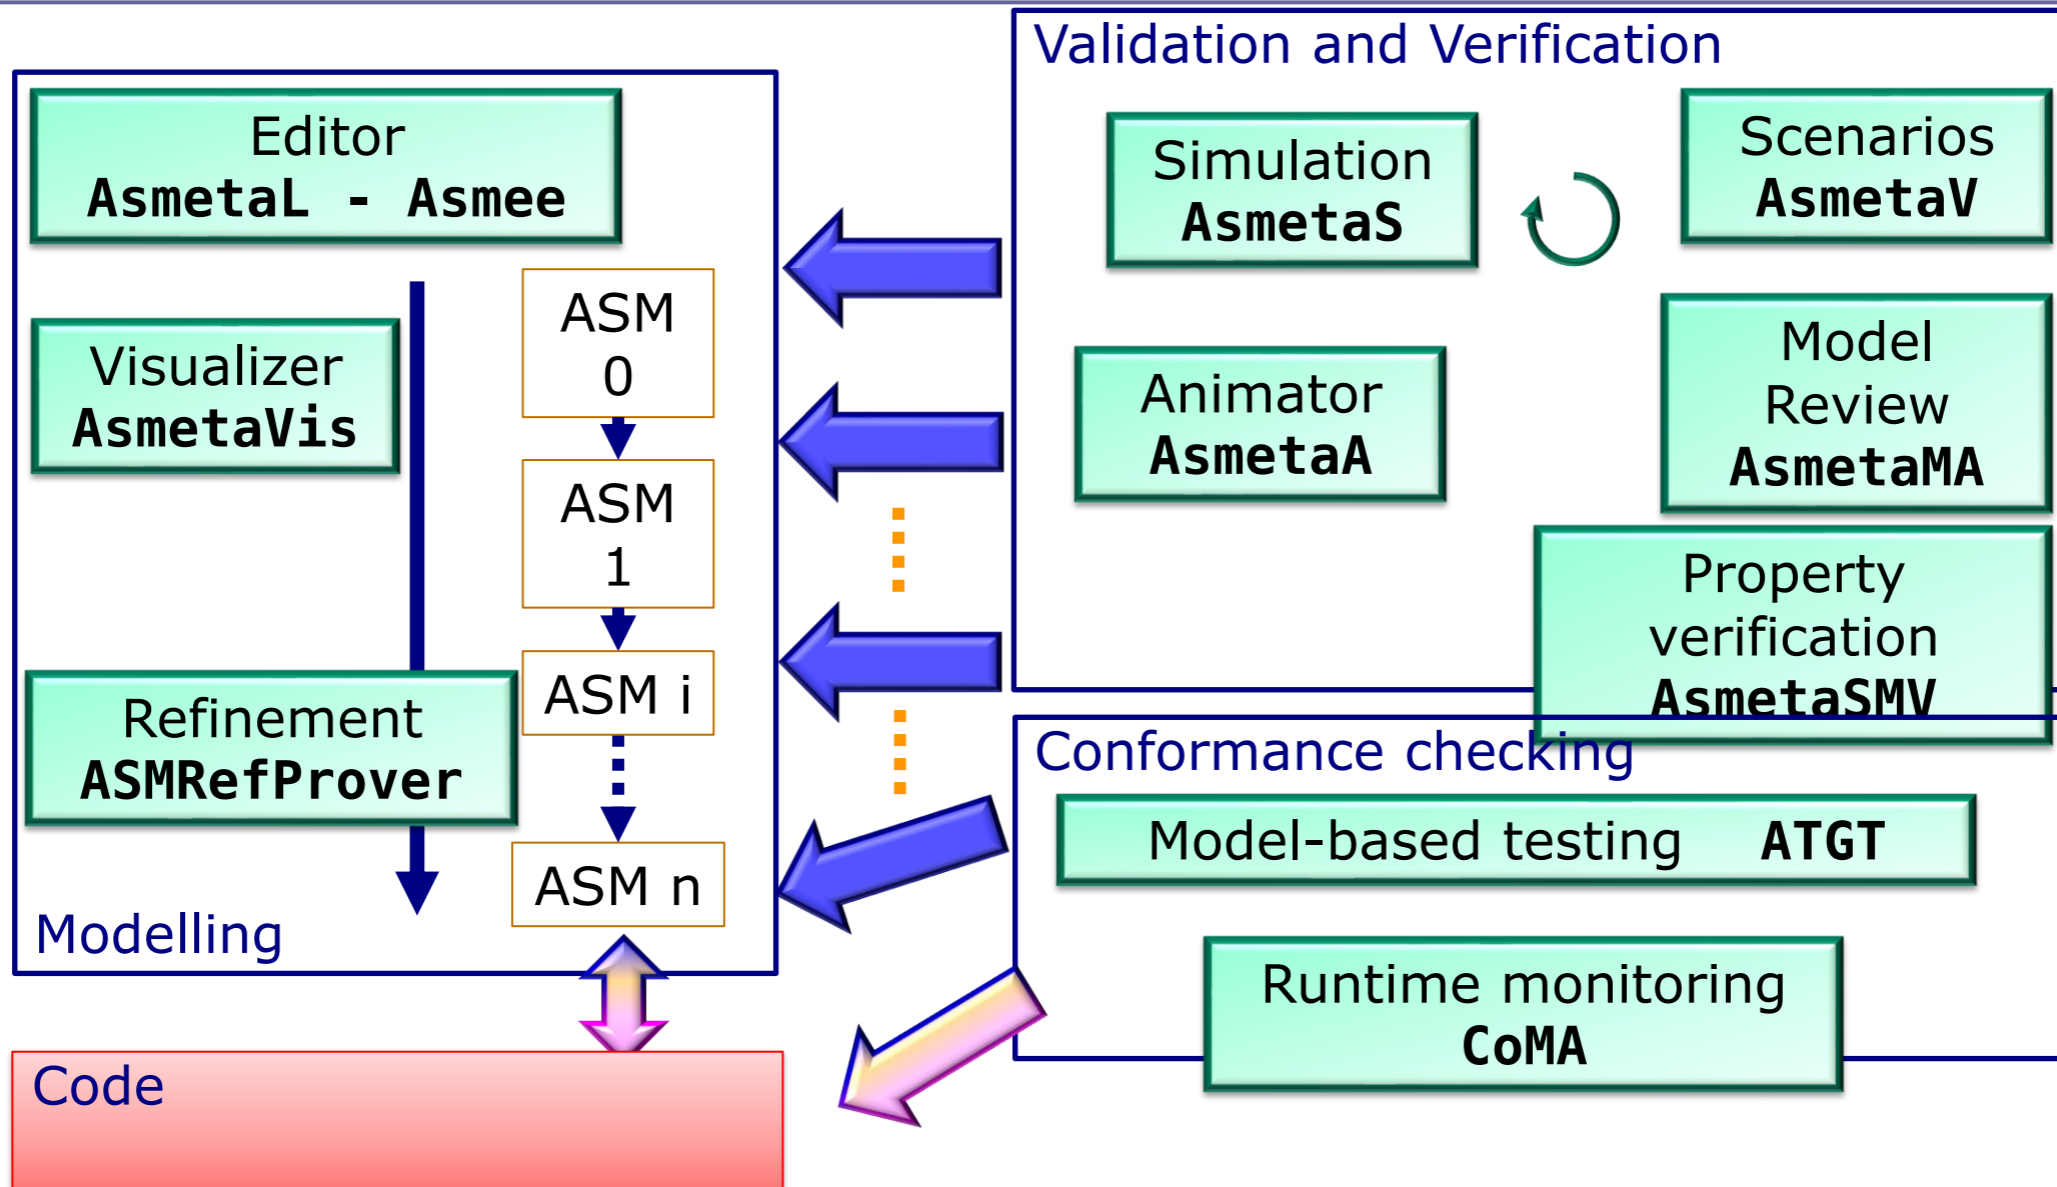 Editor
AsmetaL - Asmee
Visualizer
AsmetaVis
Refinement
ASMRefProver
ASM
0
ASM
1
ASM i
ASM n
Modelling
Code
Validation and Verification
Simulation
AsmetaS
Scenarios
AsmetaV
Animator
AsmetaA
Model
Review
AsmetaMA
Property
verification
AsmetaSMV
Conformance checking
Model-based testing ATGT
Runtime monitoring
CoMA